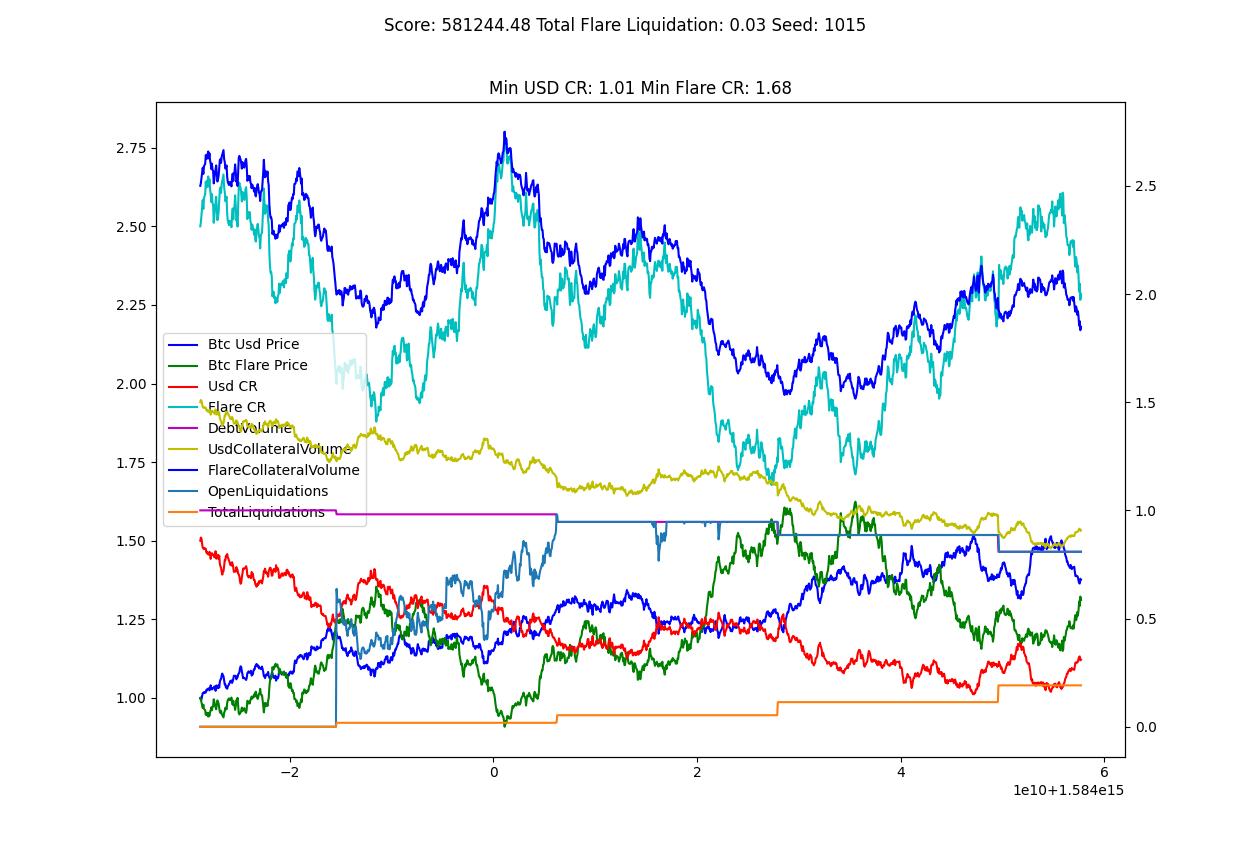 Score: 581244.48 Total Flare Liquidation: 0.03 Seed: 1015
Min USD CR: 1.01 Min Flare CR: 1.68
2.75
2.50
2.25
2.00
1.75
1.50
1.25
1.00
Btc Usd Price
Btc Flare Price
Usd CR
Flare CR
DebtVolume
UsdCollateralVolume
FlareCollateralVolume
OpenLiquidations
TotalLiquidations
2.5
2.0
1.5
1.0
0.5
0.0
−2
0
2
4
6
1e10+1.584e15